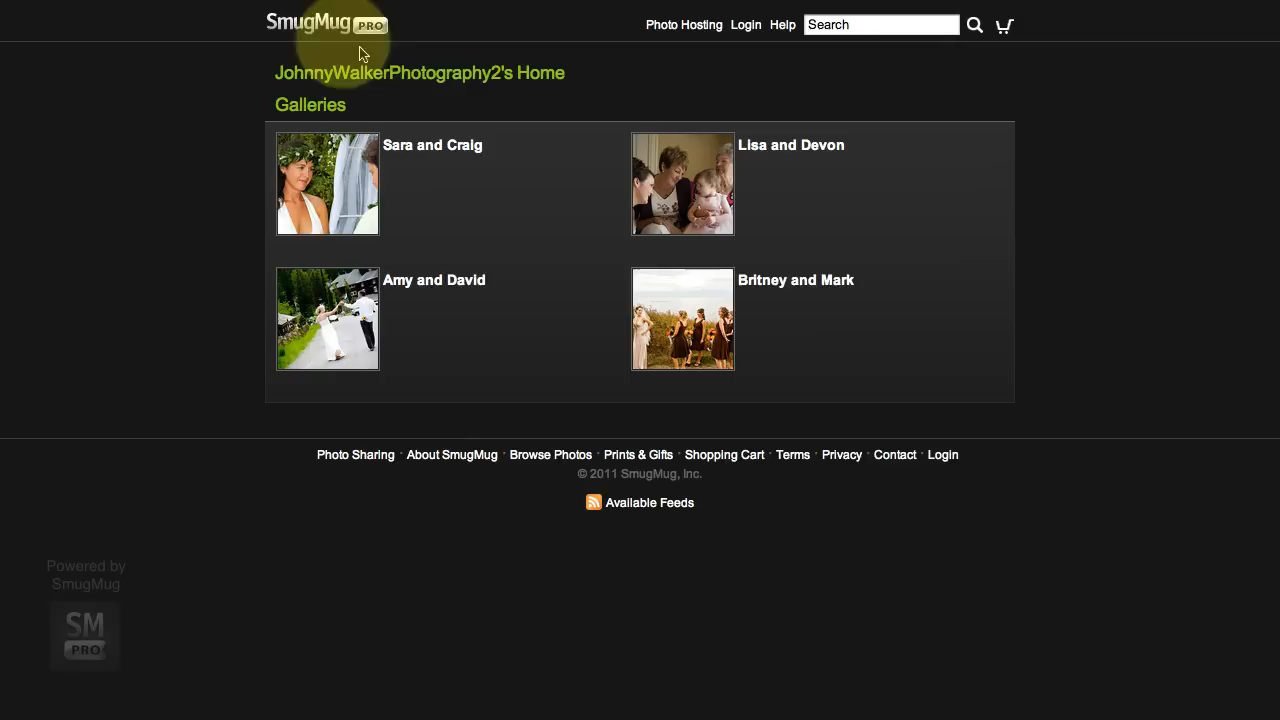 SmugMug PRO
Photo Hosting Login Help Search
JohnnyWalkerPhotography2's Home
Galleries
Sara and Craig
Lisa and Devon
Amy and David
Britney and Mark
Photo Sharing · About SmugMug · Browse Photos · Prints & Gifts · Shopping Cart · Terms · Privacy · Contact · Login
© 2011 SmugMug, Inc.
Available Feeds
Powered by
SmugMug
SM
PRO